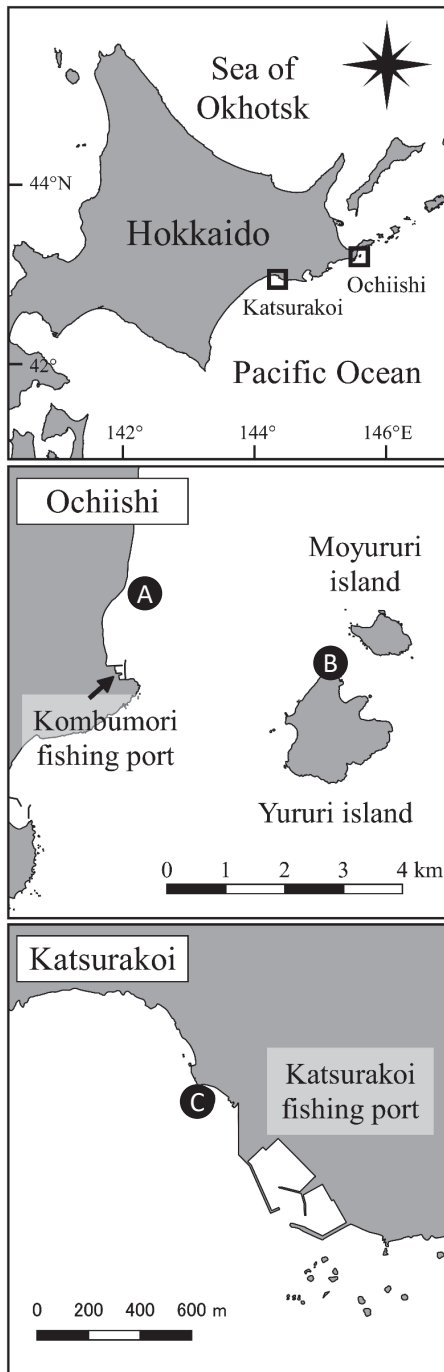 Sea of
Okhotsk
44°N
Hokkaido
Ochiishi
Katsurakoi
42°
Pacific Ocean
142°
144°
146°E
Ochiishi
Moyururi
island
A
B
Kombumori
fishing port
Yururi island
0 1 2 3 4 km
Katsurakoi
Katsurakoi
fishing port
C
0 200 400 600 m